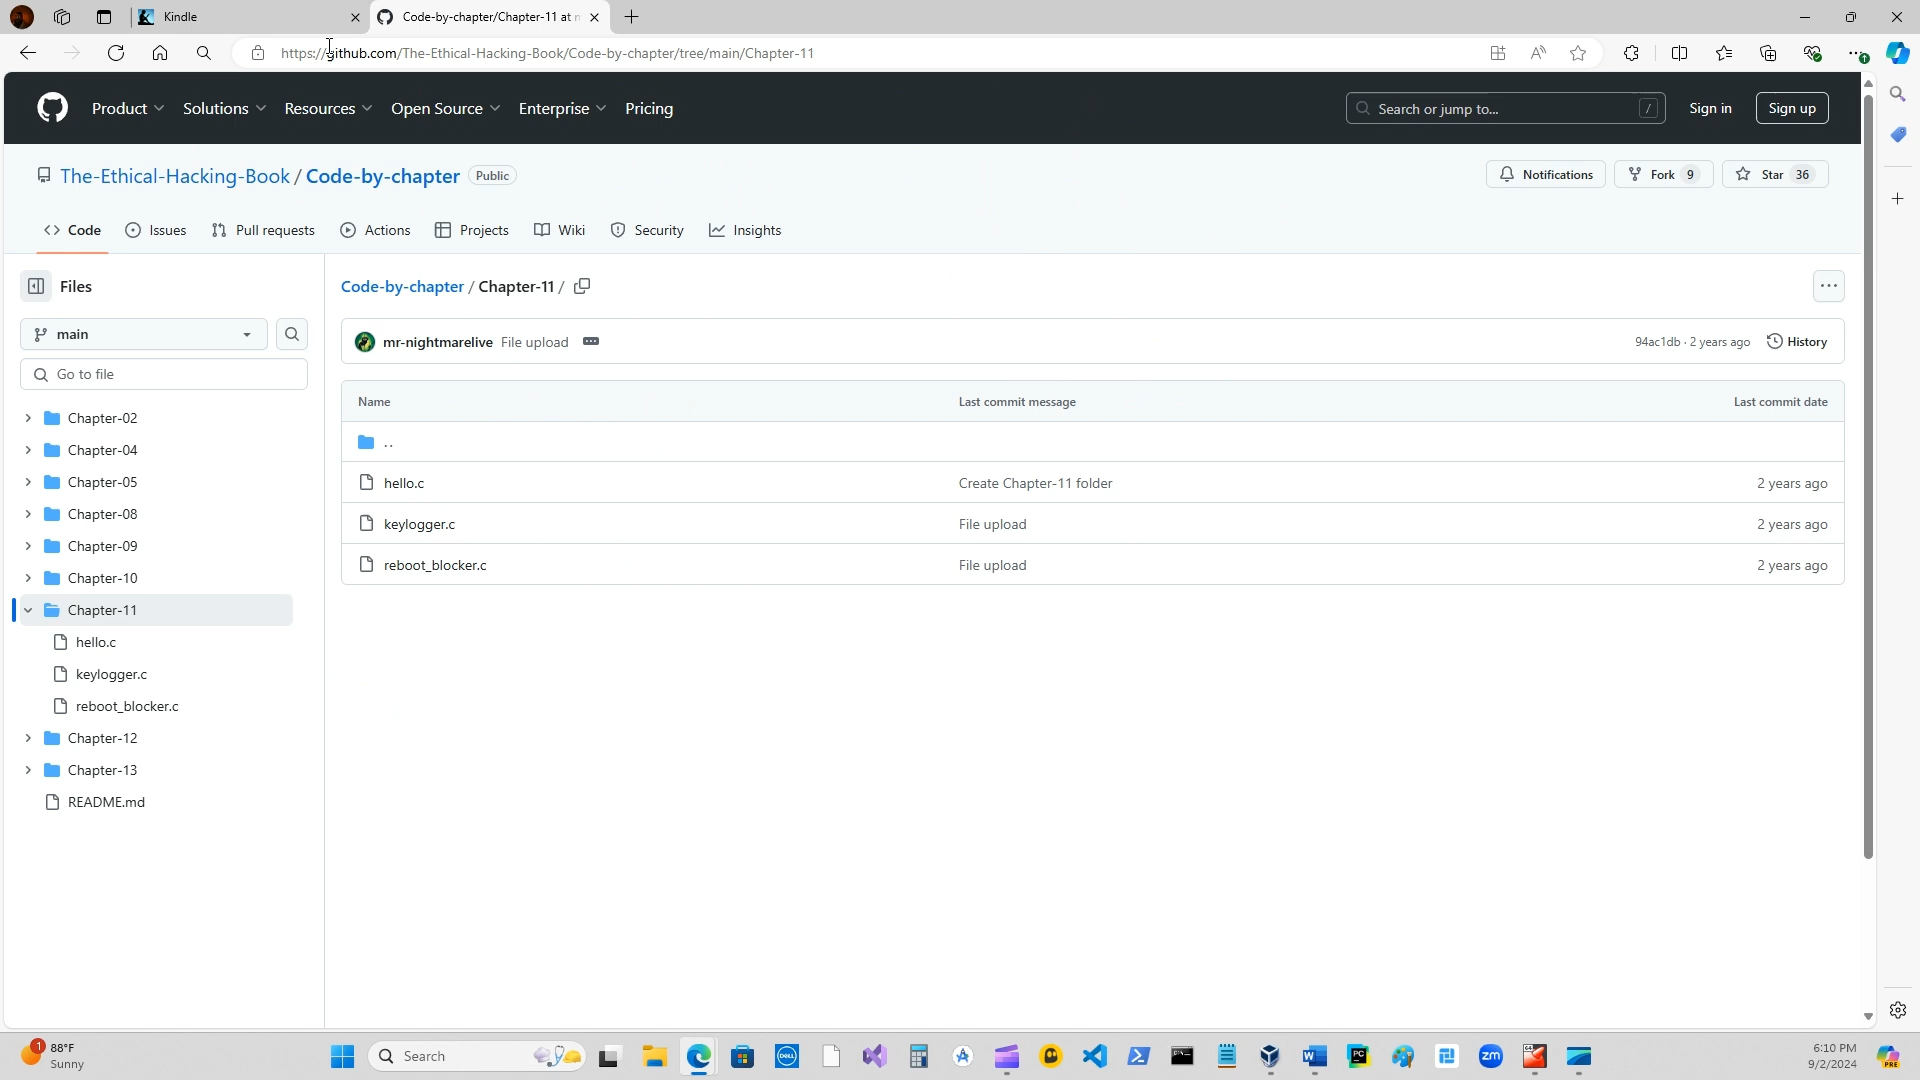 Kindle
Code-by-chapter/Chapter-11 at
https://github.com/The-Ethical-Hacking-Book/Code-by-chapter/tree/main/Chapter-11
Product Solutions Resources Open Source Enterprise Pricing
Search or jump to... / Sign in Sign up
The-Ethical-Hacking-Book / Code-by-chapter Public
Notifications Fork 9 Star 36
Code Issues Pull requests Actions Projects Wiki Security Insights
Files
main
Go to file
Chapter-02
Chapter-04
Chapter-05
Chapter-08
Chapter-09
Chapter-10
Chapter-11
hello.c
keylogger.c
reboot_blocker.c
Chapter-12
Chapter-13
README.md
Code-by-chapter / Chapter-11 /
mr-nightmarelive File upload 94ac1db · 2 years ago History
Name Last commit message Last commit date
..
hello.c Create Chapter-11 folder 2 years ago
keylogger.c File upload 2 years ago
reboot_blocker.c File upload 2 years ago
1
88°F
Sunny
Search
DELL
PC
zm
PRE
6:10 PM
9/2/2024